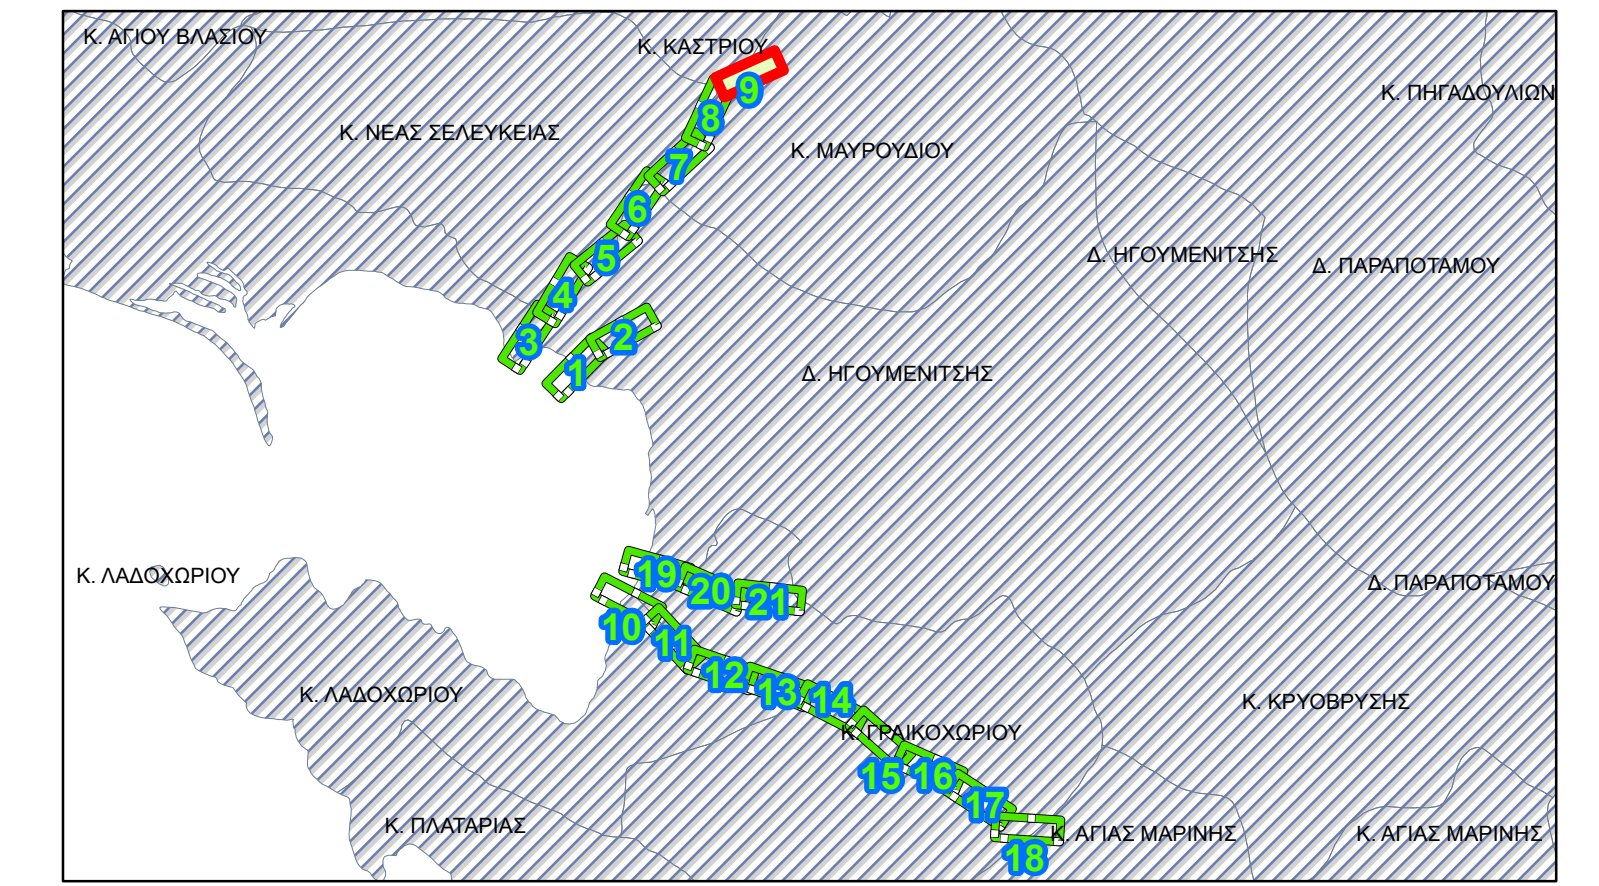 Κ. ΑΓΙΟΥ ΒΛΑΣΙΟΥ
Κ. ΚΑΣΤΡΙΟΥ
Κ. ΠΗΓΑΔΟΥΛΙΩΝ
9
8
Κ. ΝΕΑΣ ΣΕΛΕΥΚΕΙΑΣ
Κ. ΜΑΥΡΟΥΔΙΟΥ
7
6
5
Δ. ΗΓΟΥΜΕΝΙΤΣΗΣ
Δ. ΠΑΡΑΠΟΤΑΜΟΥ
4
3
2
1
Δ. ΗΓΟΥΜΕΝΙΤΣΗΣ
Κ. ΛΑΔΟΧΩΡΙΟΥ
19
20
21
Δ. ΠΑΡΑΠΟΤΑΜΟΥ
10
11
12
13
14
Κ. ΛΑΔΟΧΩΡΙΟΥ
Κ. ΚΡΥΟΒΡΥΣΗΣ
Κ. ΓΡΑΙΚΟΧΩΡΙΟΥ
15
16
17
Κ. ΠΛΑΤΑΡΙΑΣ
Κ. ΑΓΙΑΣ ΜΑΡΙΝΗΣ
Κ. ΑΓΙΑΣ ΜΑΡΙΝΗΣ
18